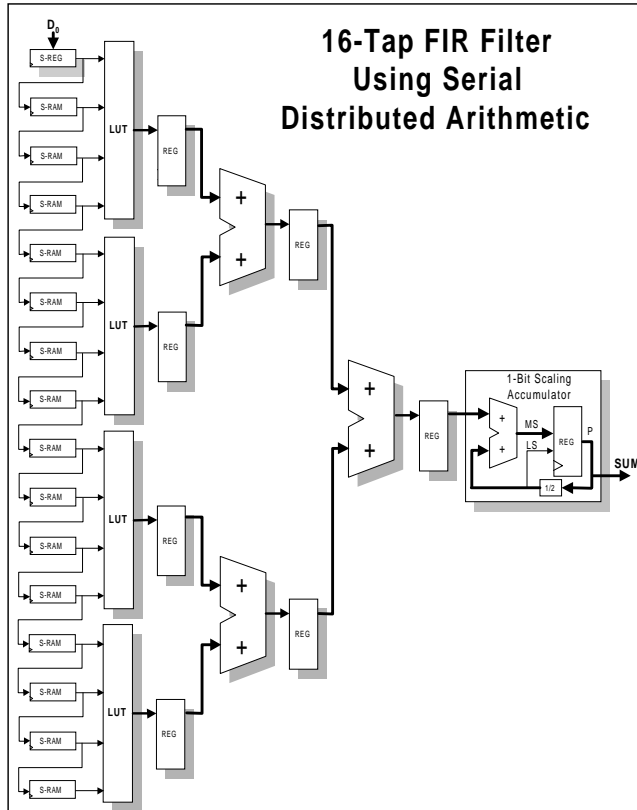 16-Tap FIR Filter
Using Serial
Distributed Arithmetic
D0
S-REG
S-RAM
S-RAM
S-RAM
LUT
REG
S-RAM
S-RAM
S-RAM
S-RAM
LUT
REG
+
+
REG
S-RAM
S-RAM
S-RAM
S-RAM
LUT
REG
S-RAM
S-RAM
S-RAM
S-RAM
LUT
REG
+
+
REG
+
+
REG
1-Bit Scaling
Accumulator
+
+
MS
LS
REG
P
1/2
SUM